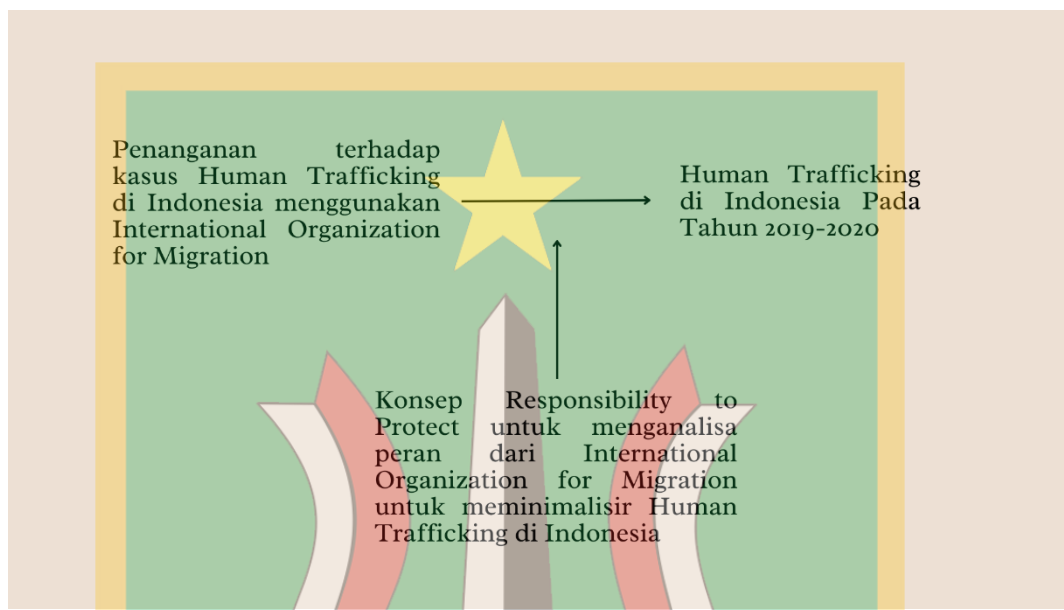 Penanganan terhadap
kasus Human Trafficking
di Indonesia menggunakan
International Organization
for Migration
Human Trafficking
di Indonesia Pada
Tahun 2019-2020
Konsep Responsibility to
Protect untuk menganalisa
peran dari International
Organization for Migration
untuk meminimalisir Human
Trafficking di Indonesia